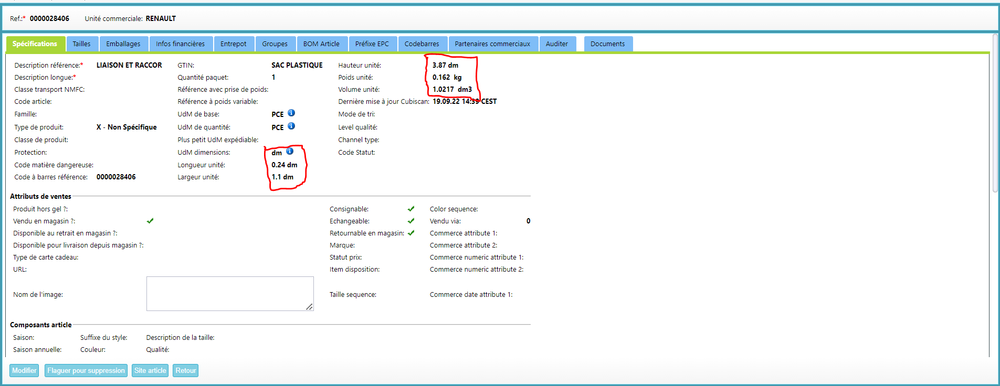 Ref.:* 0000028406 Unité commerciale: RENAULT
Spécifications Tailles Emballages Infos financières Entrepot Groupes BOM Article Préfixe EPC Codebarres Partenaires commerciaux Auditer Documents
Description référence:* LIAISON ET RACCOR GTIN: SAC PLASTIQUE Hauteur unité: 3.87 dm
Description longue:* Quantité paquet: 1 Poids unité: 0.162 kg
Classe transport NMFC: Référence avec prise de poids: Volume unité: 1.0217 dm3
Code article: Référence à poids variable: Dernière mise à jour Cubiscan: 19.09.22 14:39 CEST
Famille: UdM de base: PCE Mode de tri:
Type de produit: X - Non Spécifique UdM de quantité: PCE Level qualité:
Classe de produit: Plus petit UdM expédiable: Channel type:
Protection: UdM dimensions: dm Code Statut:
Code matière dangereuse: Longueur unité: 0.24 dm
Code à barres référence: 0000028406 Largeur unité: 1.1 dm
Attributs de ventes
Produit hors gel ?: Consignable: Color sequence:
Vendu en magasin ?: Echangeable: Vendu via: 0
Disponible au retrait en magasin ?: Retournable en magasin: Commerce attribute 1:
Disponible pour livraison depuis magasin ?: Marque: Commerce attribute 2:
Type de carte cadeau: Statut prix: Commerce numeric attribute 1:
URL: Item disposition: Commerce numeric attribute 2:
Nom de l'image: Taille sequence: Commerce date attribute 1:
Composants article
Saison: Suffixe du style: Description de la taille:
Saison annuelle: Couleur: Qualité:
Modifier Flaguer pour suppression Site article Retour